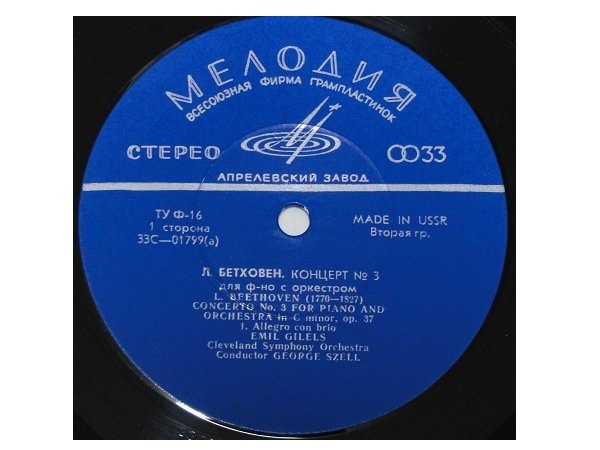 МЕЛОДИЯ
ВСЕСОЮЗНАЯ ФИРМА ГРАМПЛАСТИНОК
СТЕРЕО
33
АПРЕЛЕВСКИЙ ЗАВОД
ТУ Ф-16
1 сторона
33С—01799(а)
MADE IN USSR
Вторая гр.
Л. БЕТХОВЕН. КОНЦЕРТ № 3
для ф-но с оркестром
L. BEETHOVEN (1770—1827)
CONCERTO No. 3 FOR PIANO AND
ORCHESTRA in C minor, op. 37
1. Allegro con brio
EMIL GILELS
Cleveland Symphony Orchestra
Conductor GEORGE SZELL